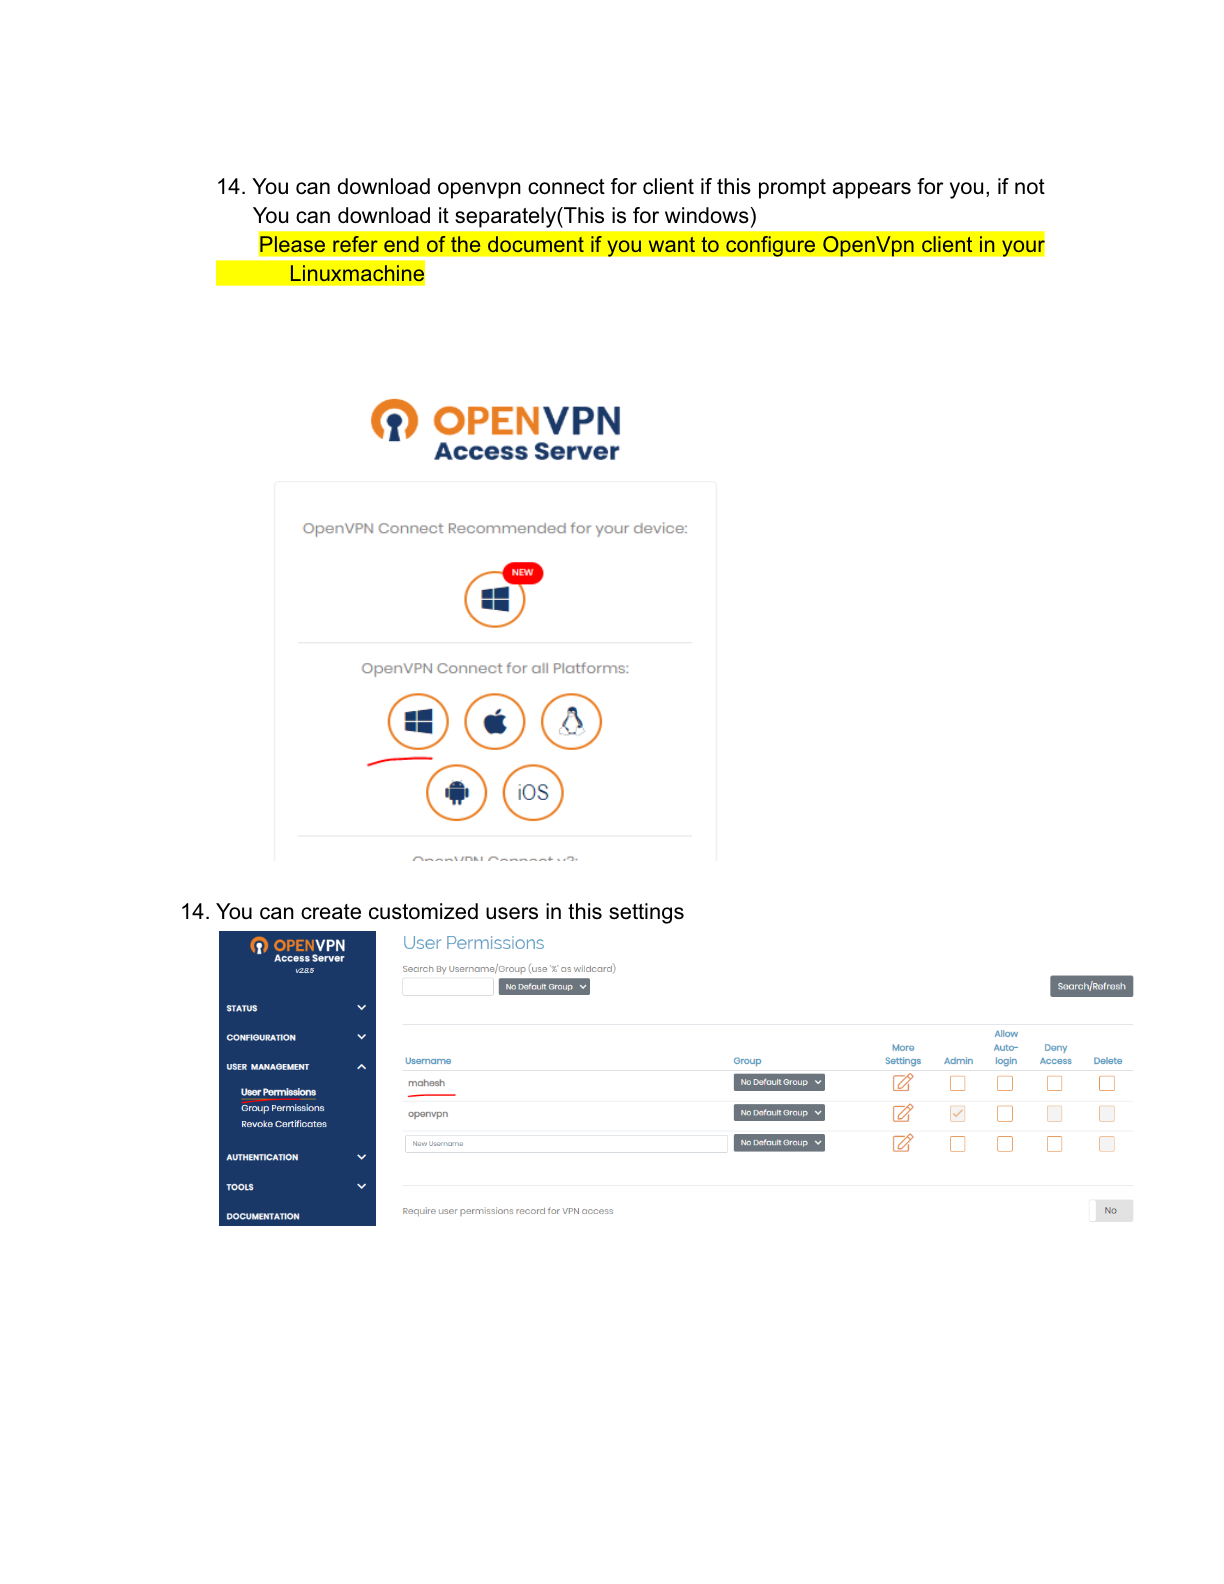 14. You can download openvpn connect for client if this prompt appears for you, if not
You can download it separately(This is for windows)
Please refer end of the document if you want to configure OpenVpn client in your
Linuxmachine
OPENVPN
Access Server
OpenVPN Connect Recommended for your device:
NEW
OpenVPN Connect for all Platforms:
iOS
OpenVPN Connect v2:
14. You can create customized users in this settings
OPENVPN
Access Server
v2.8.5
STATUS
CONFIGURATION
USER MANAGEMENT
User Permissions
Group Permissions
Revoke Certificates
AUTHENTICATION
TOOLS
DOCUMENTATION
User Permissions
Search By Username/Group (use '%' as wildcard)
No Default Group
Search/Refresh
Username Group More Settings Admin Allow Auto-login Deny Access Delete
mahesh No Default Group
openvpn No Default Group
New Username No Default Group
Require user permissions record for VPN access No